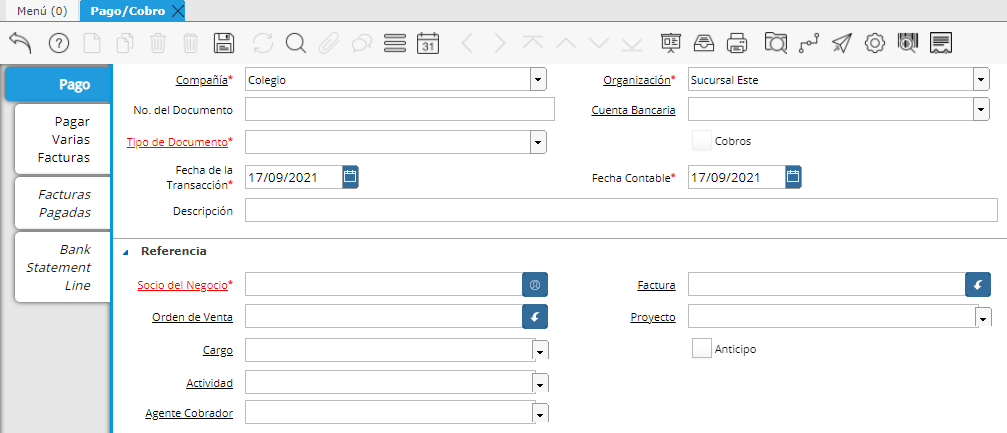 Menú (0) Pago/Cobro
31
Pago
Pagar
Varias
Facturas
Facturas
Pagadas
Bank
Statement
Line
Compañía* Colegio Organización* Sucursal Este
No. del Documento Cuenta Bancaria
Tipo de Documento* Cobros
Fecha de la
Transacción* 17/09/2021 Fecha Contable* 17/09/2021
Descripción
Referencia
Socio del Negocio* Factura
Orden de Venta Proyecto
Cargo Anticipo
Actividad
Agente Cobrador